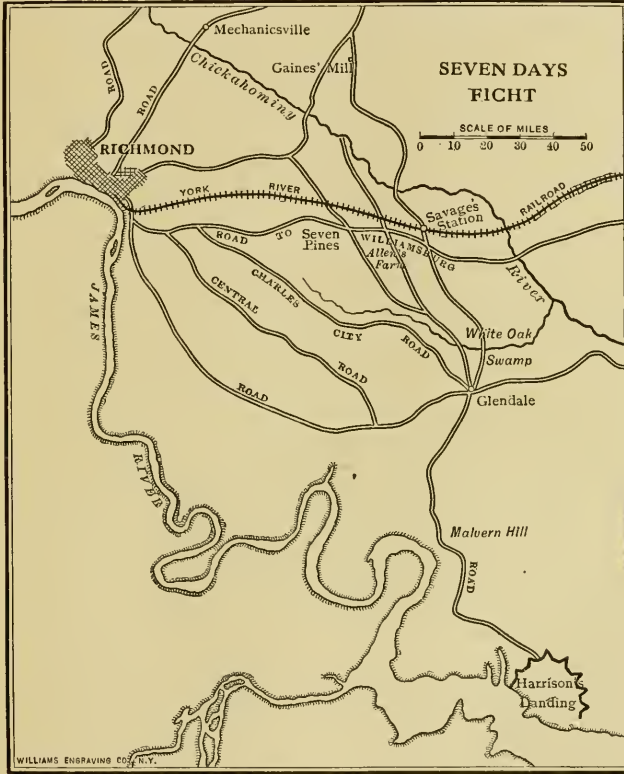 Mechanicsville
Gaines' Mill
SEVEN DAYS
FIGHT
SCALE OF MILES
0 10 20 30 40 50
ROAD
ROAD
Chickahominy
RICHMOND
YORK RIVER RAILROAD
Savage's
Station
ROAD TO WILLIAMSBURG
Seven
Pines
Allen's
Farm
River
CHARLES CITY ROAD
CENTRAL ROAD
ROAD
JAMES RIVER
White Oak
Swamp
Glendale
Malvern Hill
ROAD
Harrison's
Landing
WILLIAMS ENGRAVING CO., N.Y.